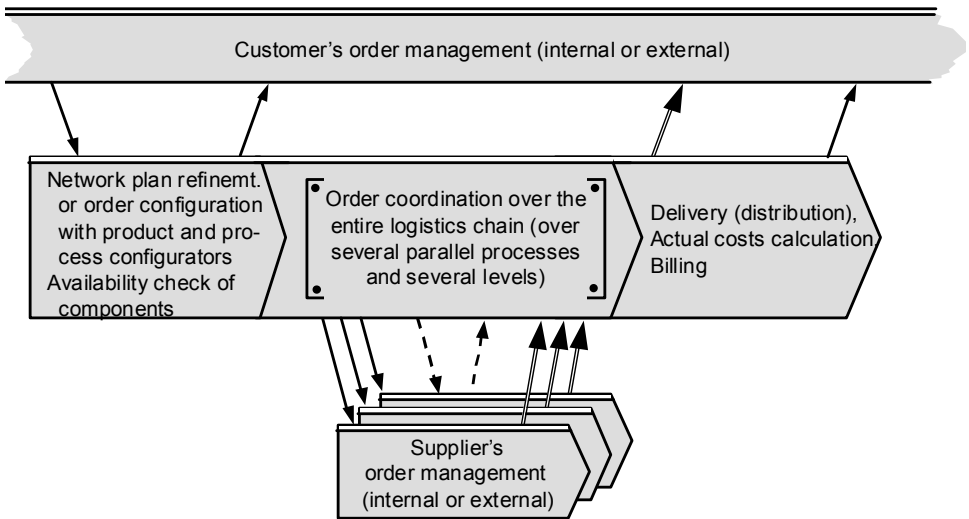 Customer's order management (internal or external)
Network plan refinemt.
or order configuration
with product and pro-
cess configurators
Availability check of
components
Order coordination over the
entire logistics chain (over
several parallel processes
and several levels)
Delivery (distribution),
Actual costs calculation,
Billing
Supplier's
order management
(internal or external)